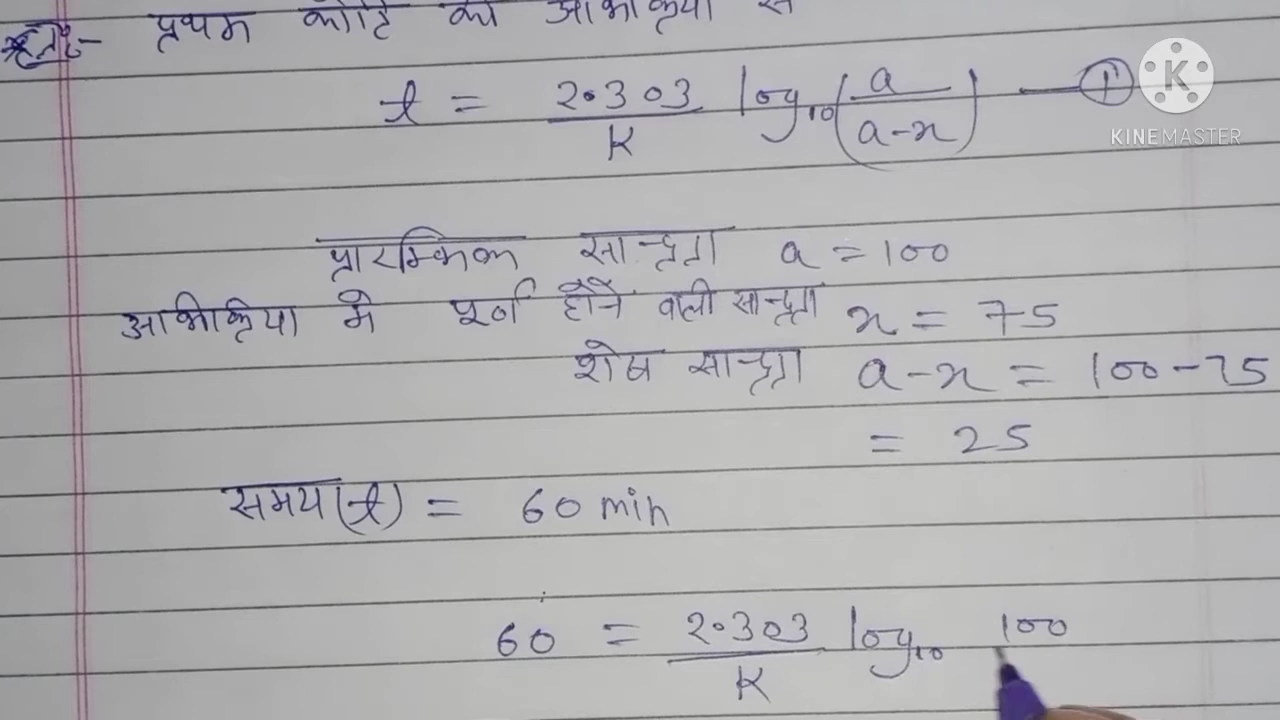 हल:- प्रथम कोटि की अभिक्रिया से
t = 2.303/K log₁₀(a/a-x) — ①
KINEMASTER
प्रारम्भिक सान्द्रता a = 100
अभिक्रिया मे पूर्ण होने वाली सान्द्रता x = 75
शेष सान्द्रता a-x = 100-75
= 25
समय(t) = 60 min
60 = 2.303/K log₁₀ 100